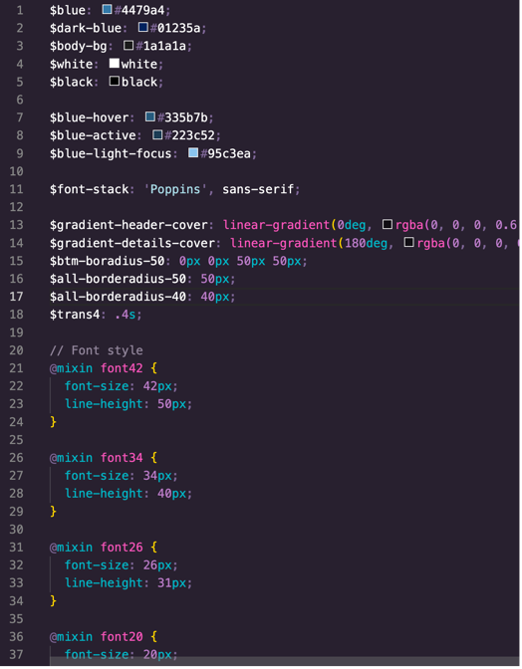 1 $blue: #4479a4;
2 $dark-blue: #01235a;
3 $body-bg: #1a1a1a;
4 $white: white;
5 $black: black;
6
7 $blue-hover: #335b7b;
8 $blue-active: #223c52;
9 $blue-light-focus: #95c3ea;
10
11 $font-stack: 'Poppins', sans-serif;
12
13 $gradient-header-cover: linear-gradient(0deg, rgba(0, 0, 0, 0.6
14 $gradient-details-cover: linear-gradient(180deg, rgba(0, 0, 0,
15 $btm-boradius-50: 0px 0px 50px 50px;
16 $all-borderadius-50: 50px;
17 $all-borderadius-40: 40px;
18 $trans4: .4s;
19
20 // Font style
21 @mixin font42 {
22 font-size: 42px;
23 line-height: 50px;
24 }
25
26 @mixin font34 {
27 font-size: 34px;
28 line-height: 40px;
29 }
30
31 @mixin font26 {
32 font-size: 26px;
33 line-height: 31px;
34 }
35
36 @mixin font20 {
37 font-size: 20px;